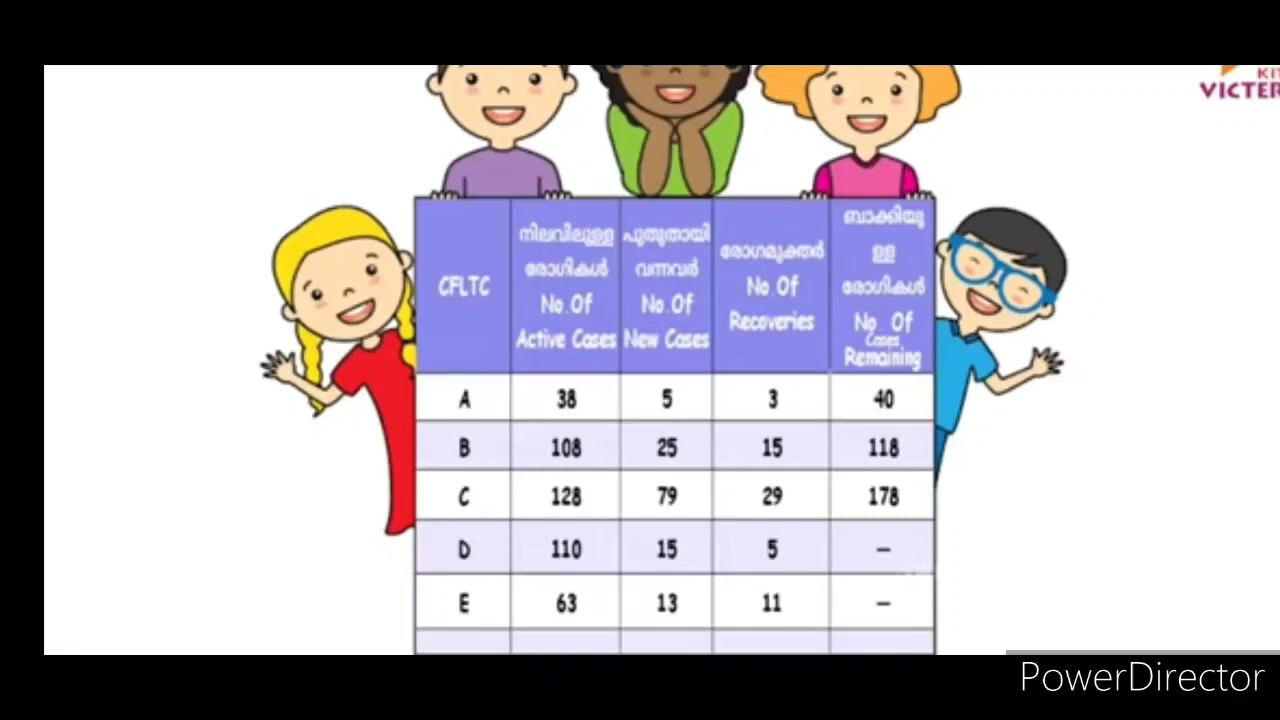 KIT
VICTER
CFLTC
നിലവിലുള്ള
രോഗികൾ
No.Of
Active Cases
പുതുതായി
വന്നവർ
No.Of
New Cases
രോഗമുക്തർ
No.Of
Recoveries
ബാക്കിയു
ള്ള
രോഗികൾ
No Of
Cases
Remaining
A 38 5 3 40
B 108 25 15 118
C 128 79 29 178
D 110 15 5 –
E 63 13 11 –
PowerDirector